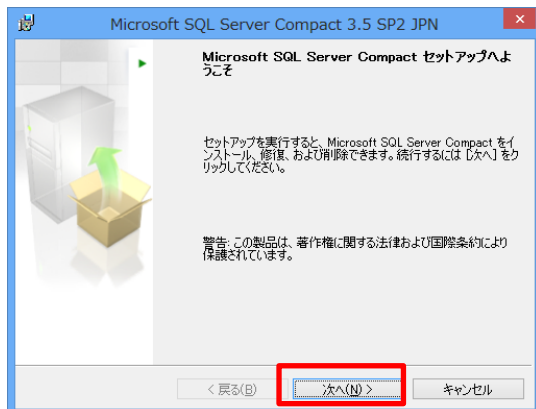 Microsoft SQL Server Compact 3.5 SP2 JPN
×
Microsoft SQL Server Compact セットアップへよ
うこそ
セットアップを実行すると、Microsoft SQL Server Compact をイ
ンストール、修復、および削除できます。続行するには [次へ] をク
リックしてください。
警告: この製品は、著作権に関する法律および国際条約により
保護されています。
< 戻る(B)
次へ(N) >
キャンセル